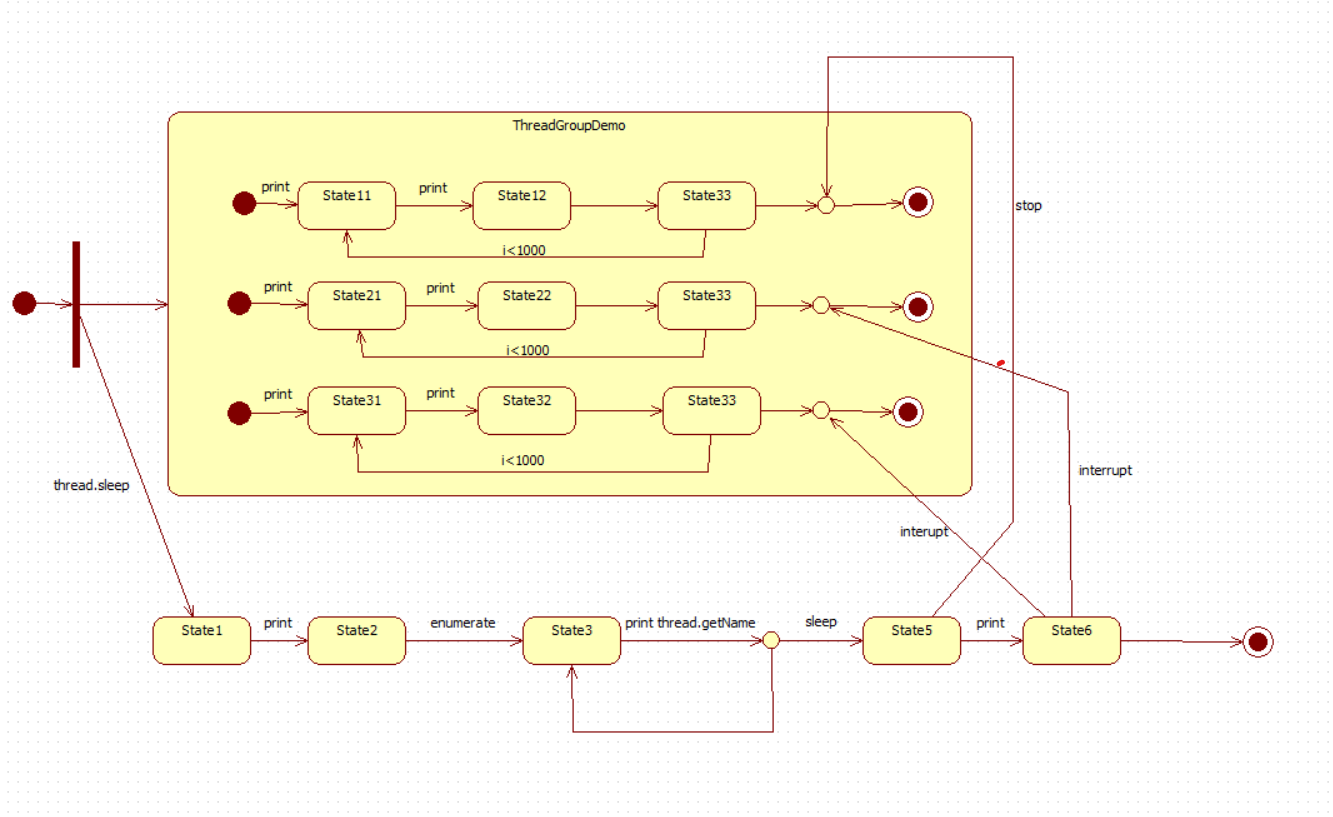 ThreadGroupDemo
print
State11
print
State12
State33
i<1000
stop
print
State21
print
State22
State33
i<1000
print
State31
print
State32
State33
i<1000
interrupt
thread.sleep
interupt
State1
print
State2
enumerate
State3
print thread.getName
sleep
State5
print
State6